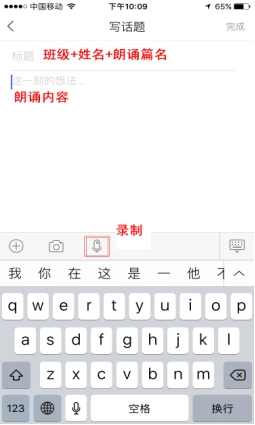 中国移动 下午10:09 65%
写话题 完成
标题 班级+姓名+朗诵篇名
这一刻的想法...
朗诵内容
录制
我 你 在 这 是 一 他 不
q w e r t y u i o p
a s d f g h j k l
z x c v b n m
123 空格 换行